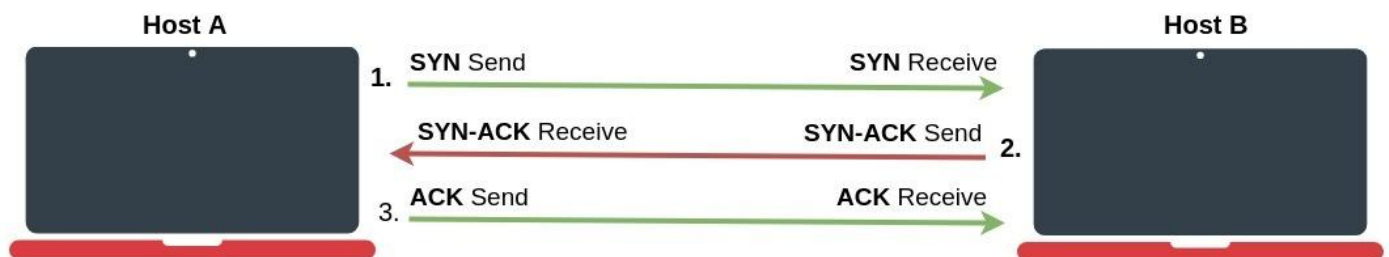 Host A
Host B
1. SYN Send
SYN Receive
SYN-ACK Receive
SYN-ACK Send
2.
3. ACK Send
ACK Receive